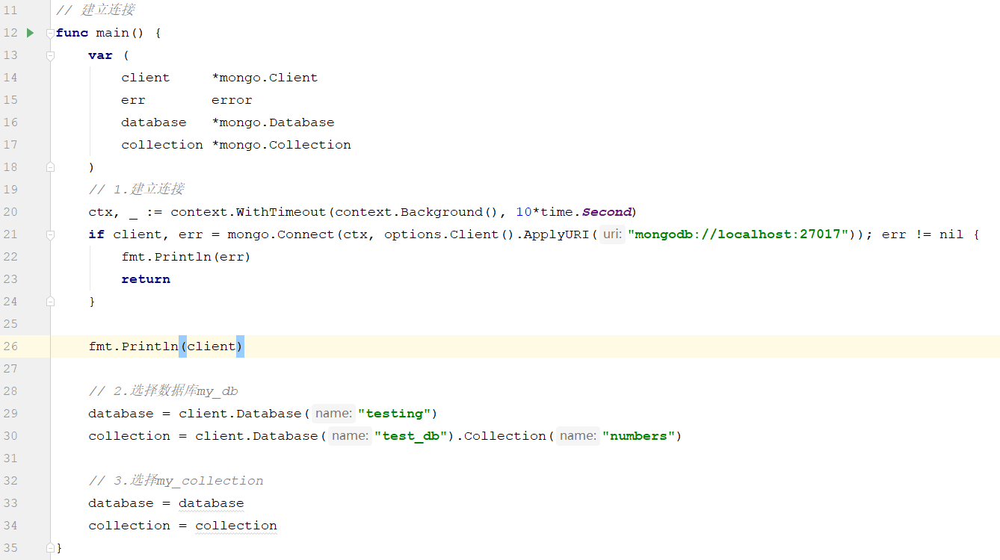 11 // 建立连接
12 func main() {
13 var (
14 client *mongo.Client
15 err error
16 database *mongo.Database
17 collection *mongo.Collection
18 )
19 // 1.建立连接
20 ctx, _ := context.WithTimeout(context.Background(), 10*time.Second)
21 if client, err = mongo.Connect(ctx, options.Client().ApplyURI( uri: "mongodb://localhost:27017")); err != nil {
22 fmt.Println(err)
23 return
24 }
25
26 fmt.Println(client)
27
28 // 2.选择数据库my_db
29 database = client.Database( name: "testing")
30 collection = client.Database( name: "test_db").Collection( name: "numbers")
31
32 // 3.选择my_collection
33 database = database
34 collection = collection
35 }